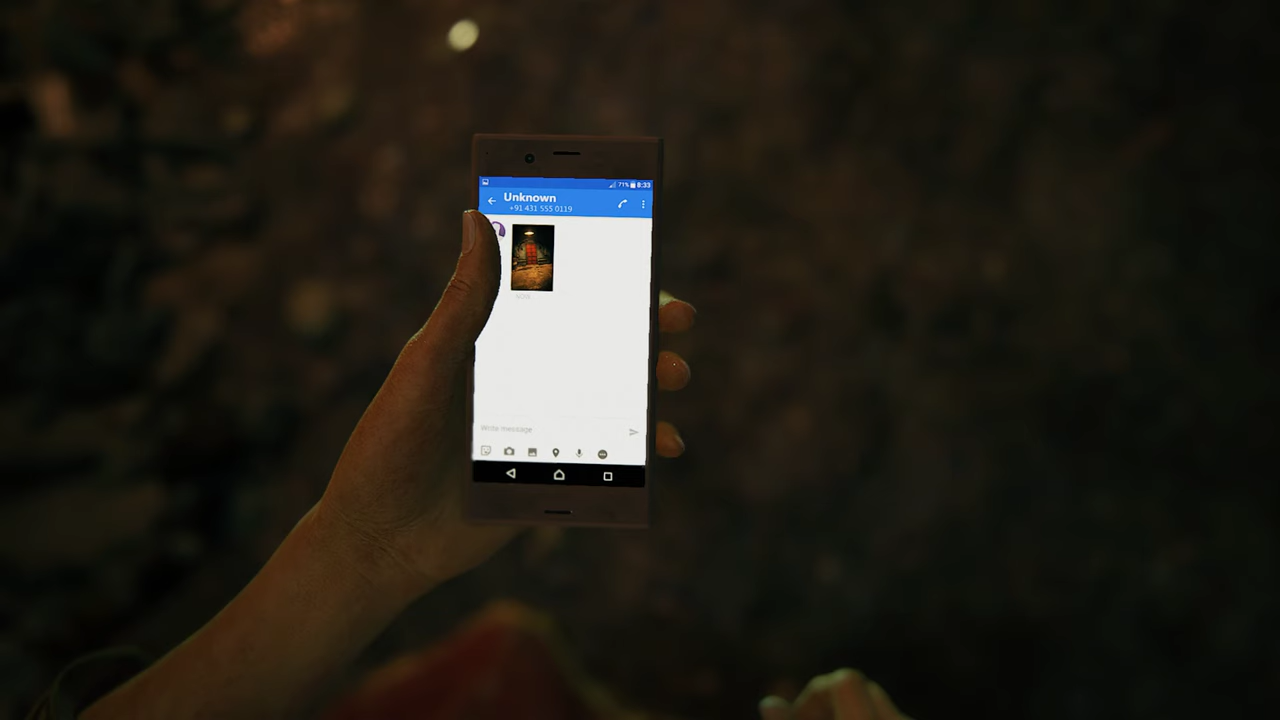 71% 8:33
Unknown
+91 431 555 0119
Write message